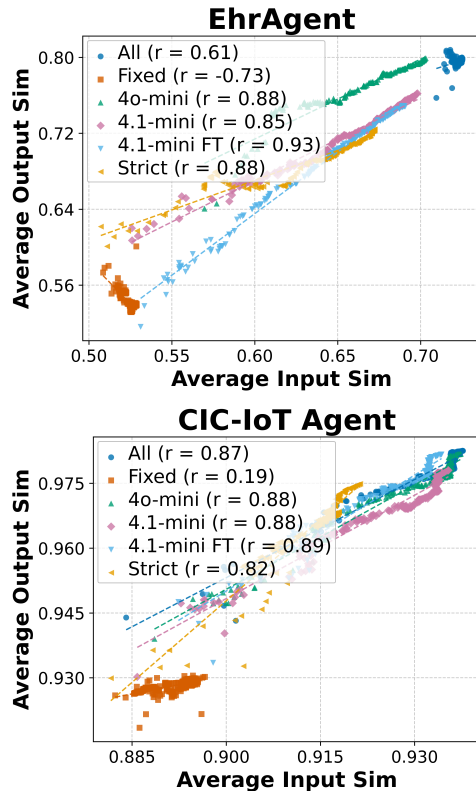 EhrAgent
All (r = 0.61)
Fixed (r = -0.73)
4o-mini (r = 0.88)
4.1-mini (r = 0.85)
4.1-mini FT (r = 0.93)
Strict (r = 0.88)
0.80
0.72
0.64
0.56
Average Output Sim
0.50 0.55 0.60 0.65 0.70
Average Input Sim
CIC-IoT Agent
All (r = 0.87)
Fixed (r = 0.19)
4o-mini (r = 0.88)
4.1-mini (r = 0.88)
4.1-mini FT (r = 0.89)
Strict (r = 0.82)
0.975
0.960
0.945
0.930
Average Output Sim
0.885 0.900 0.915 0.930
Average Input Sim